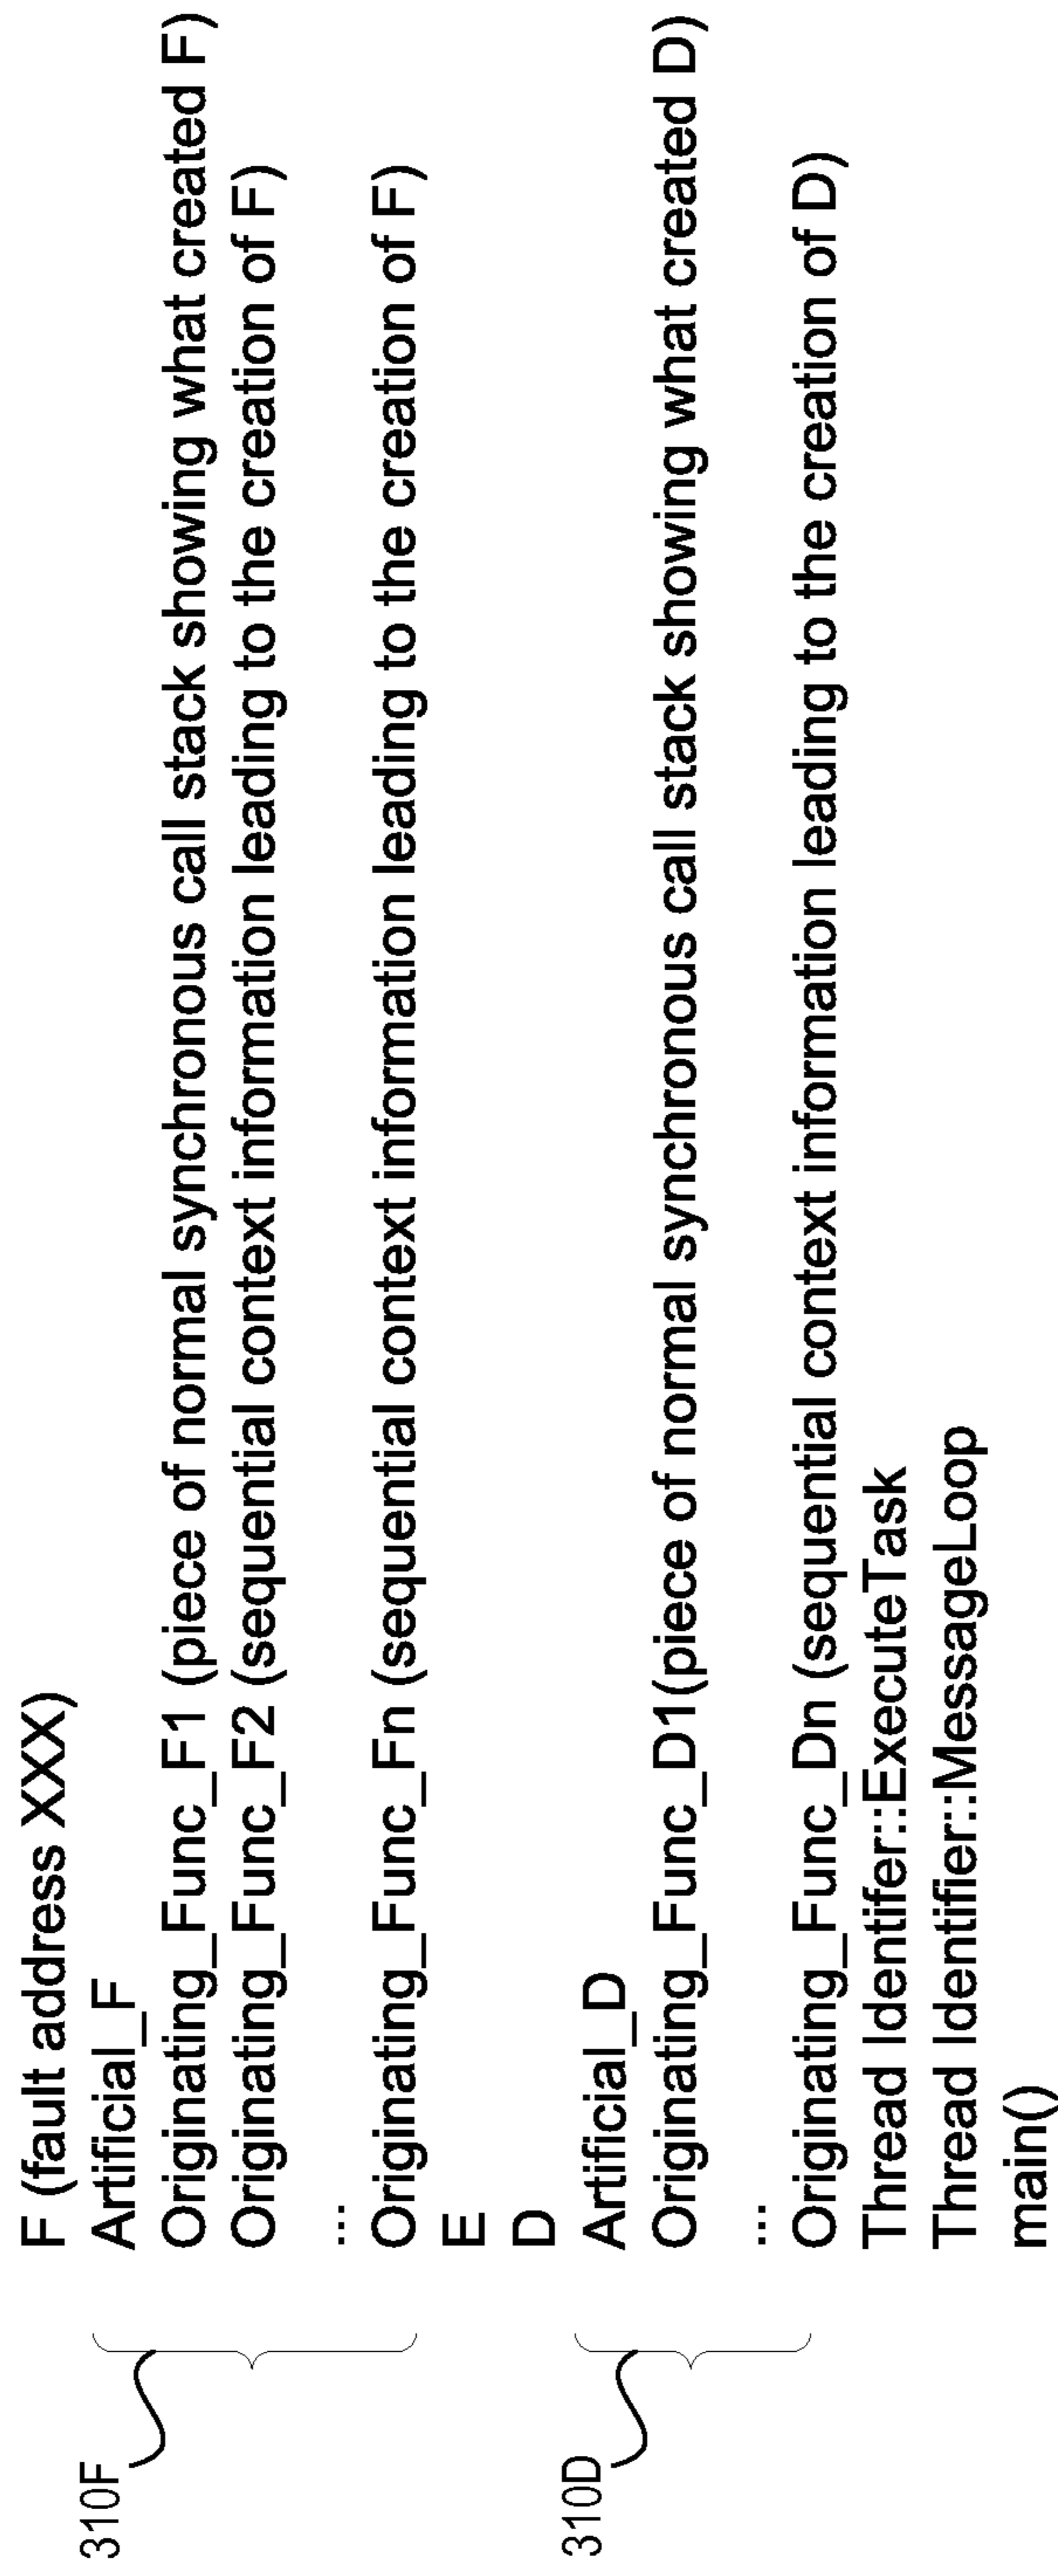 F (fault address XXX)
310F
Artificial_F
Originating_Func_F1 (piece of normal synchronous call stack showing what created F)
Originating_Func_F2 (sequential context information leading to the creation of F)
...
Originating_Func_Fn (sequential context information leading to the creation of F)
E
D
310D
Artificial_D
Originating_Func_D1(piece of normal synchronous call stack showing what created D)
...
Originating_Func_Dn (sequential context information leading to the creation of D)
Thread Identifer::ExecuteTask
Thread Identifier::MessageLoop
main()